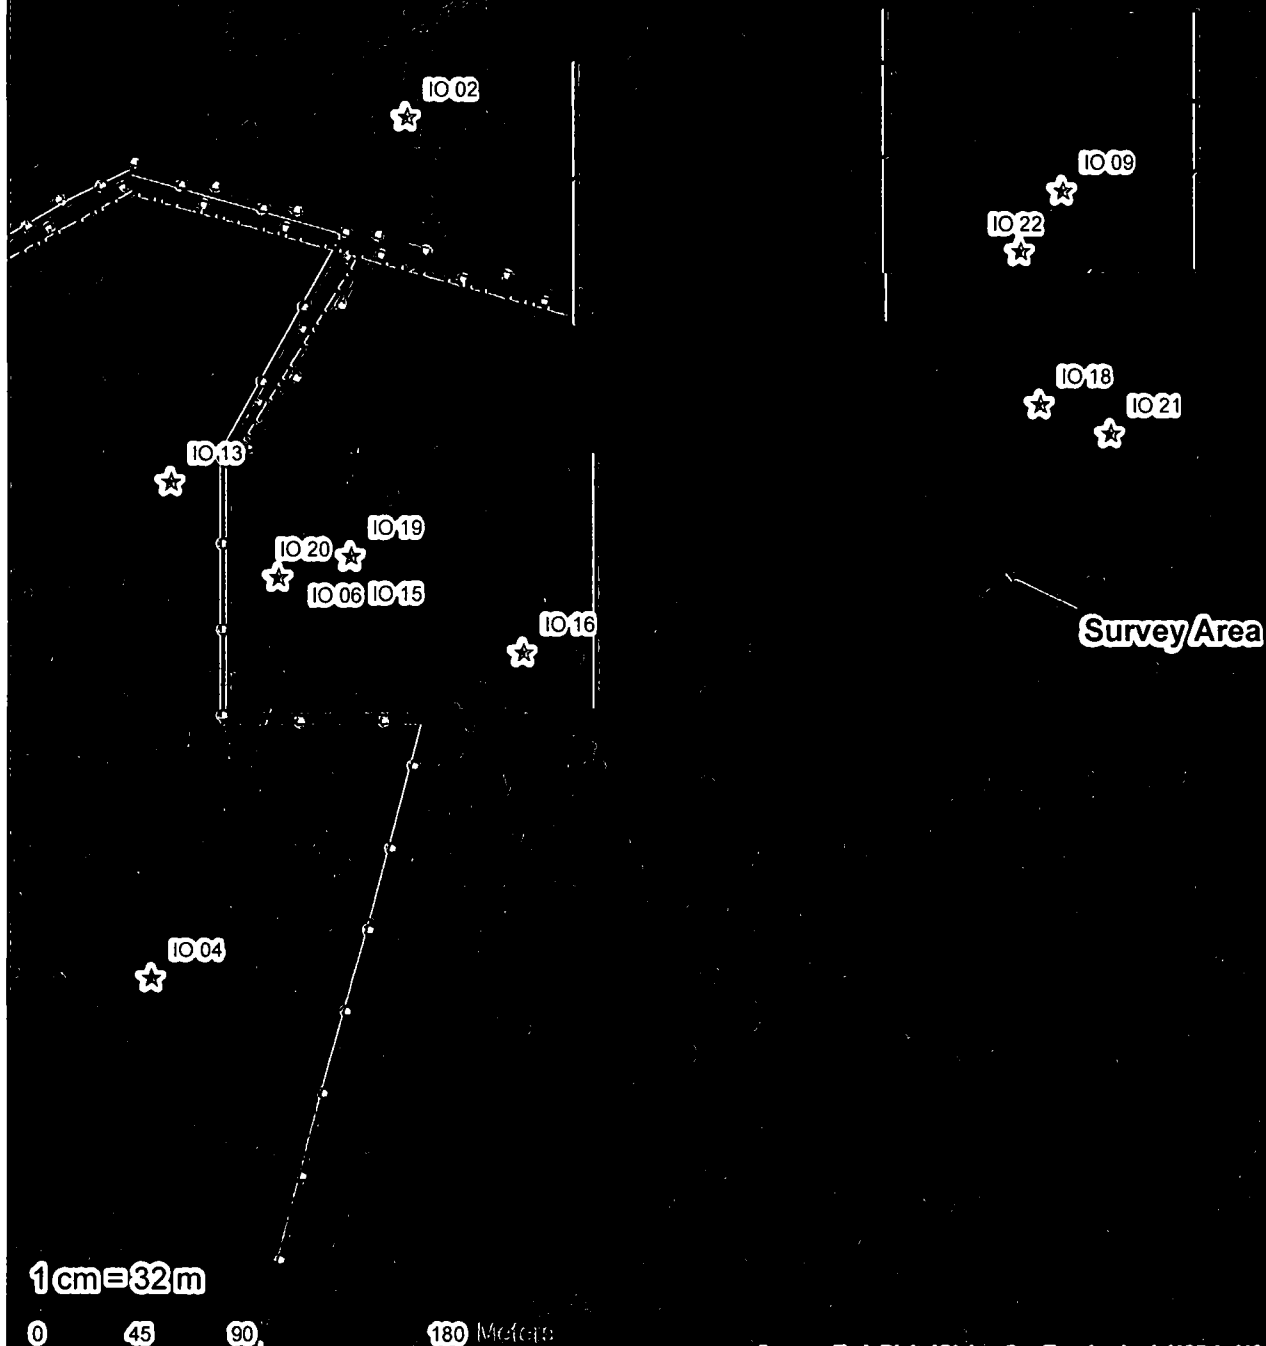 IO 02
IO 09
IO 22
IO 18
IO 21
IO 13
IO 19
IO 20
IO 06 IO 15
IO 16
Survey Area
IO 04
1 cm = 32 m
0 45 90 180 Meters